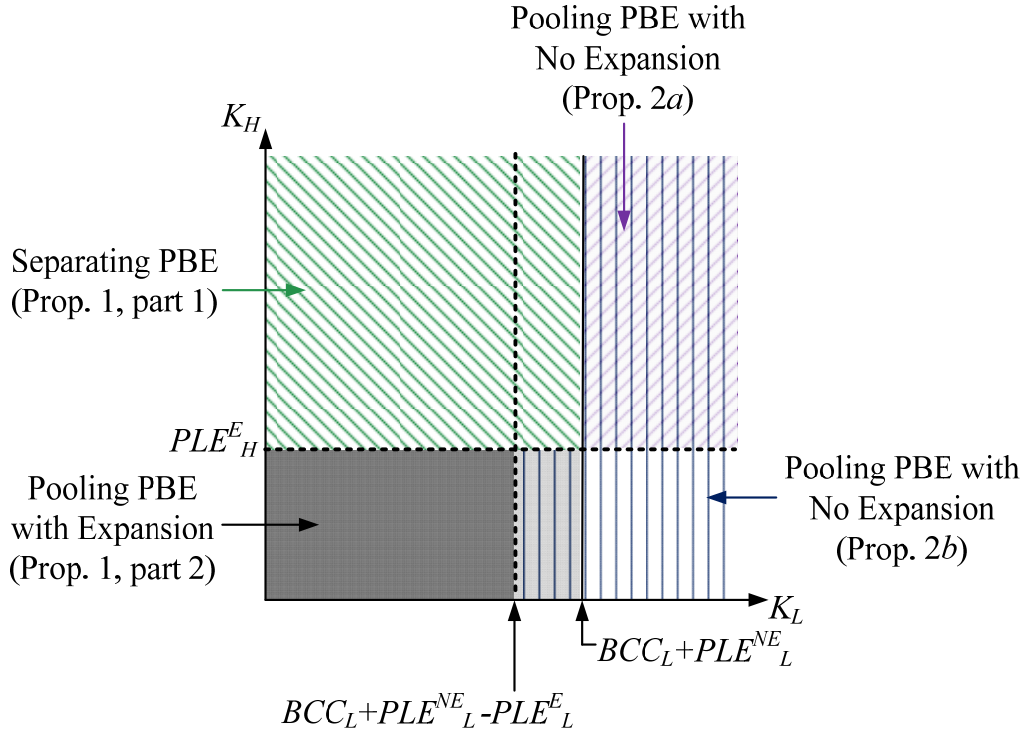 Pooling PBE with
No Expansion
(Prop. 2a)
K_H
Separating PBE
(Prop. 1, part 1)
PLE^E_H
Pooling PBE
with Expansion
(Prop. 1, part 2)
Pooling PBE with
No Expansion
(Prop. 2b)
K_L
BCC_L+PLE^NE_L
BCC_L+PLE^NE_L-PLE^E_L